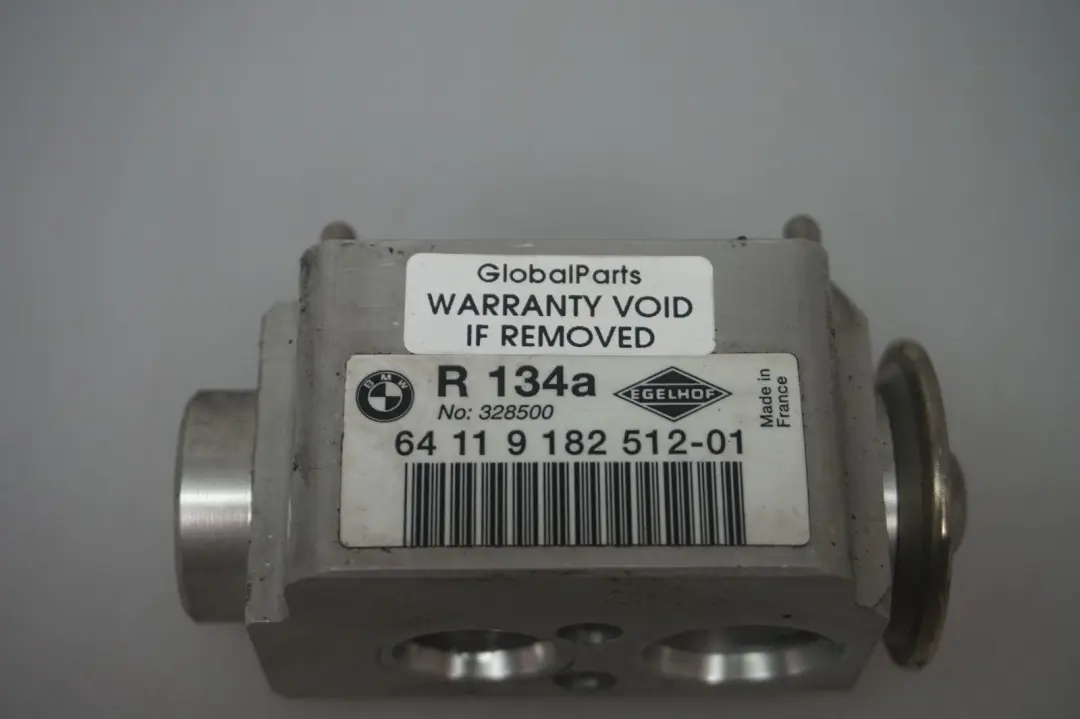 GlobalParts
WARRANTY VOID
IF REMOVED
BMW
R 134a
EGELHOF
Made in
France
No: 328500
64 11 9 182 512-01